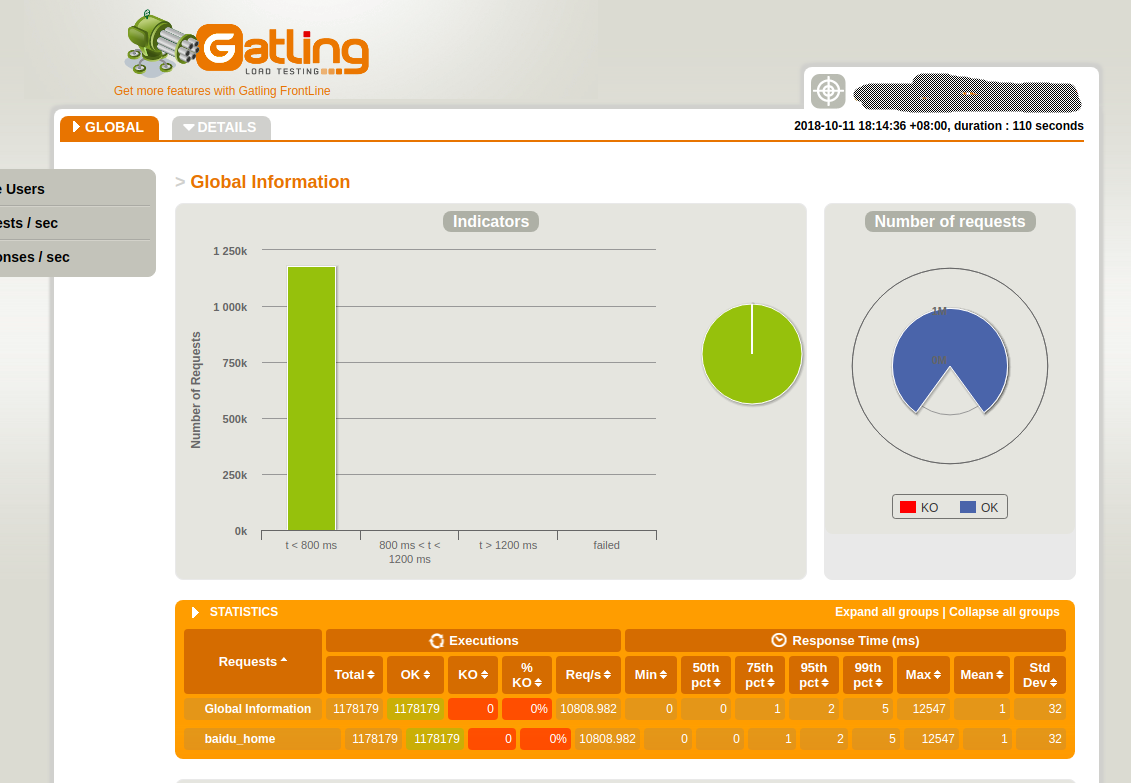 Gatling
LOAD TESTING
Get more features with Gatling FrontLine
GLOBAL
DETAILS
2018-10-11 18:14:36 +08:00, duration : 110 seconds
Users
/ sec
/ sec
> Global Information
Indicators
1 250k
1 000k
750k
500k
250k
0k
Number of Requests
t < 800 ms
800 ms < t <
1200 ms
t > 1200 ms
failed
Number of requests
1M
KO
OK
STATISTICS
Expand all groups | Collapse all groups
Requests
Executions
Response Time (ms)
Total OK KO % KO Req/s Min 50th pct 75th pct 95th pct 99th pct Max Mean Std Dev
Global Information 1178179 1178179 0 0% 10808.982 0 0 1 2 5 12547 1 32
baidu_home 1178179 1178179 0 0% 10808.982 0 0 1 2 5 12547 1 32